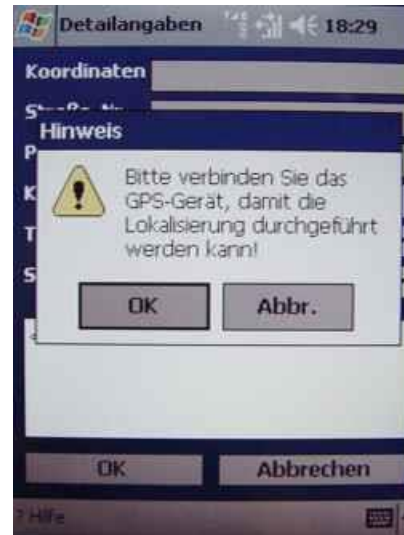 Detailangaben 18:29
Koordinaten
Hinweis
P
K
T
S
Bitte verbinden Sie das
GPS-Gerät, damit die
Lokalisierung durchgeführt
werden kann!
OK Abbr.
OK Abbrechen
? Hilfe